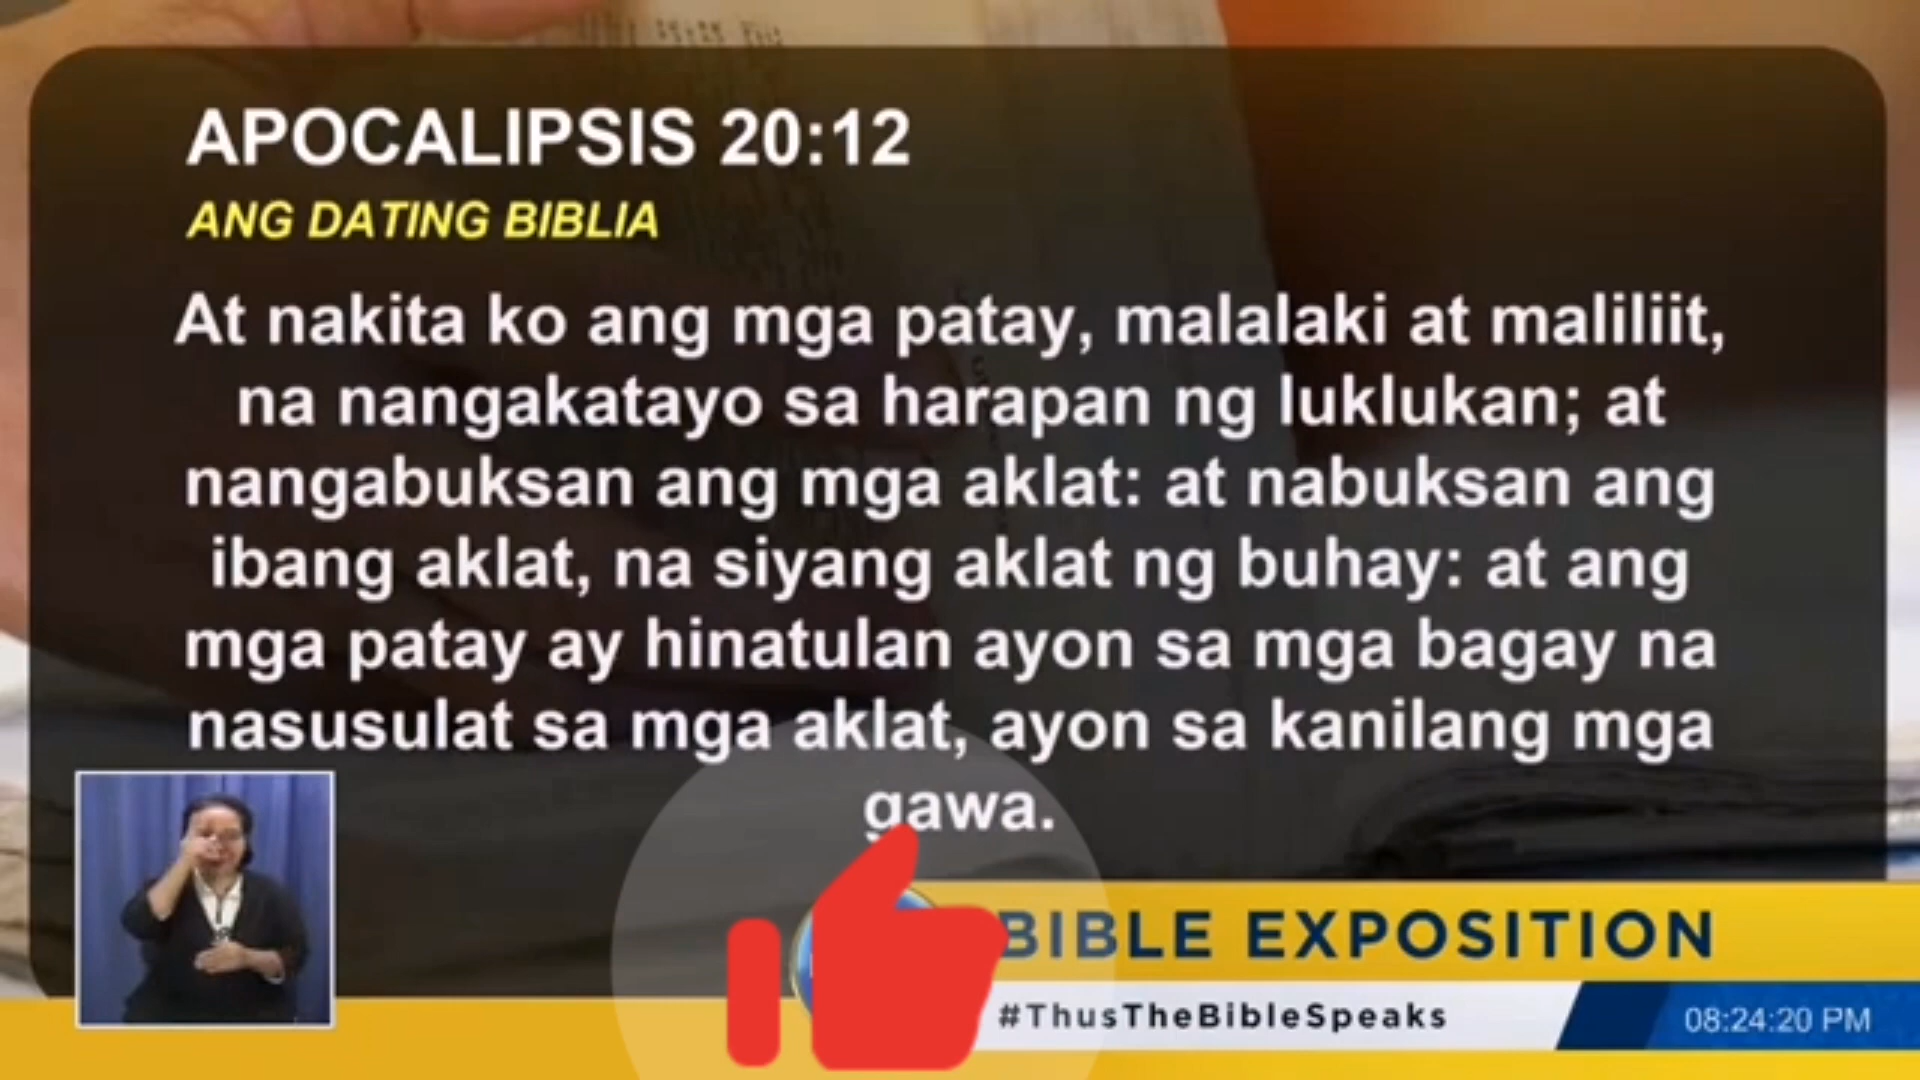 APOCALIPSIS 20:12
ANG DATING BIBLIA
At nakita ko ang mga patay, malalaki at maliliit,
na nangakatayo sa harapan ng luklukan; at
nangabuksan ang mga aklat: at nabuksan ang
ibang aklat, na siyang aklat ng buhay: at ang
mga patay ay hinatulan ayon sa mga bagay na
nasusulat sa mga aklat, ayon sa kanilang mga
gawa.
BIBLE EXPOSITION
#ThusTheBibleSpeaks
08:24:20 PM